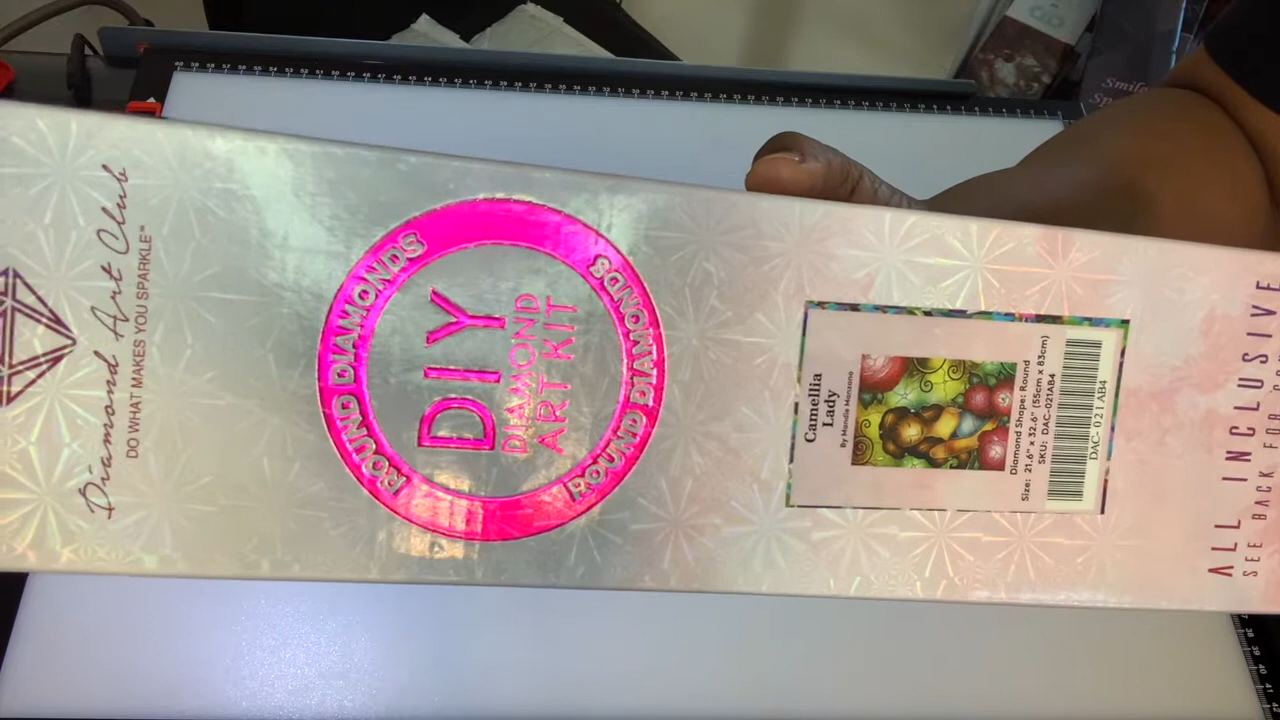 Diamond Art Club
DO WHAT MAKES YOU SPARKLE™
ROUND DIAMONDS
ROUND DIAMONDS
DIY
DIAMOND
ART KIT
Camellia
Lady
By Mandie Manzano
Diamond Shape: Round
Size: 21.6" x 32.6" (55cm x 83cm)
SKU: DAC-021AB4
DAC- 021AB4
ALL INCLUSIVE
SEE BACK FOR
Smile